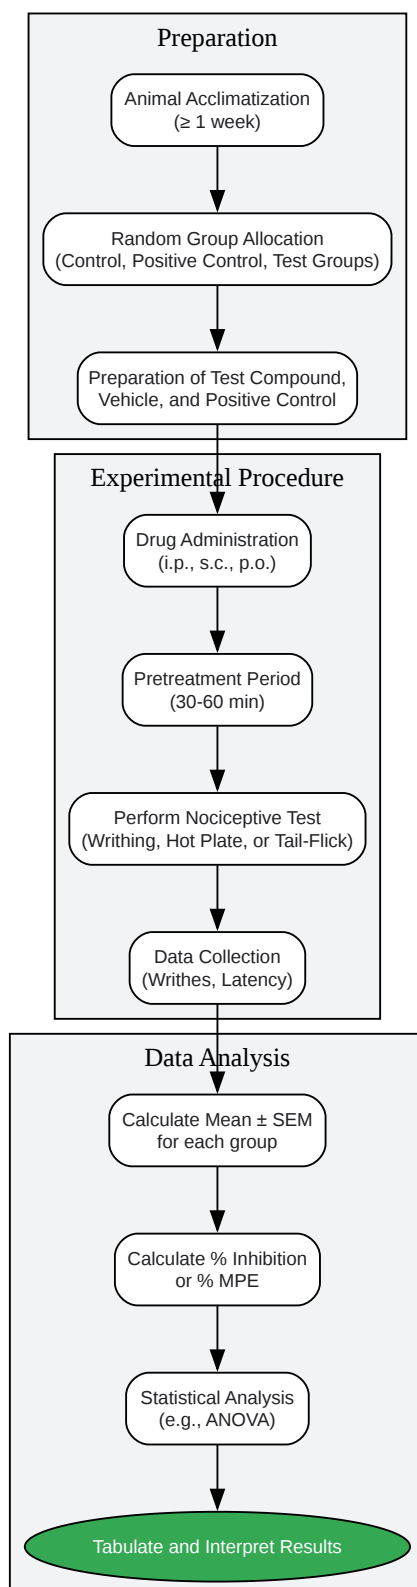 Preparation
Animal Acclimatization
(≥ 1 week)
Random Group Allocation
(Control, Positive Control, Test Groups)
Preparation of Test Compound,
Vehicle, and Positive Control
Experimental Procedure
Drug Administration
(i.p., s.c., p.o.)
Pretreatment Period
(30-60 min)
Perform Nociceptive Test
(Writhing, Hot Plate, or Tail-Flick)
Data Collection
(Writhes, Latency)
Data Analysis
Calculate Mean ± SEM
for each group
Calculate % Inhibition
or % MPE
Statistical Analysis
(e.g., ANOVA)
Tabulate and Interpret Results